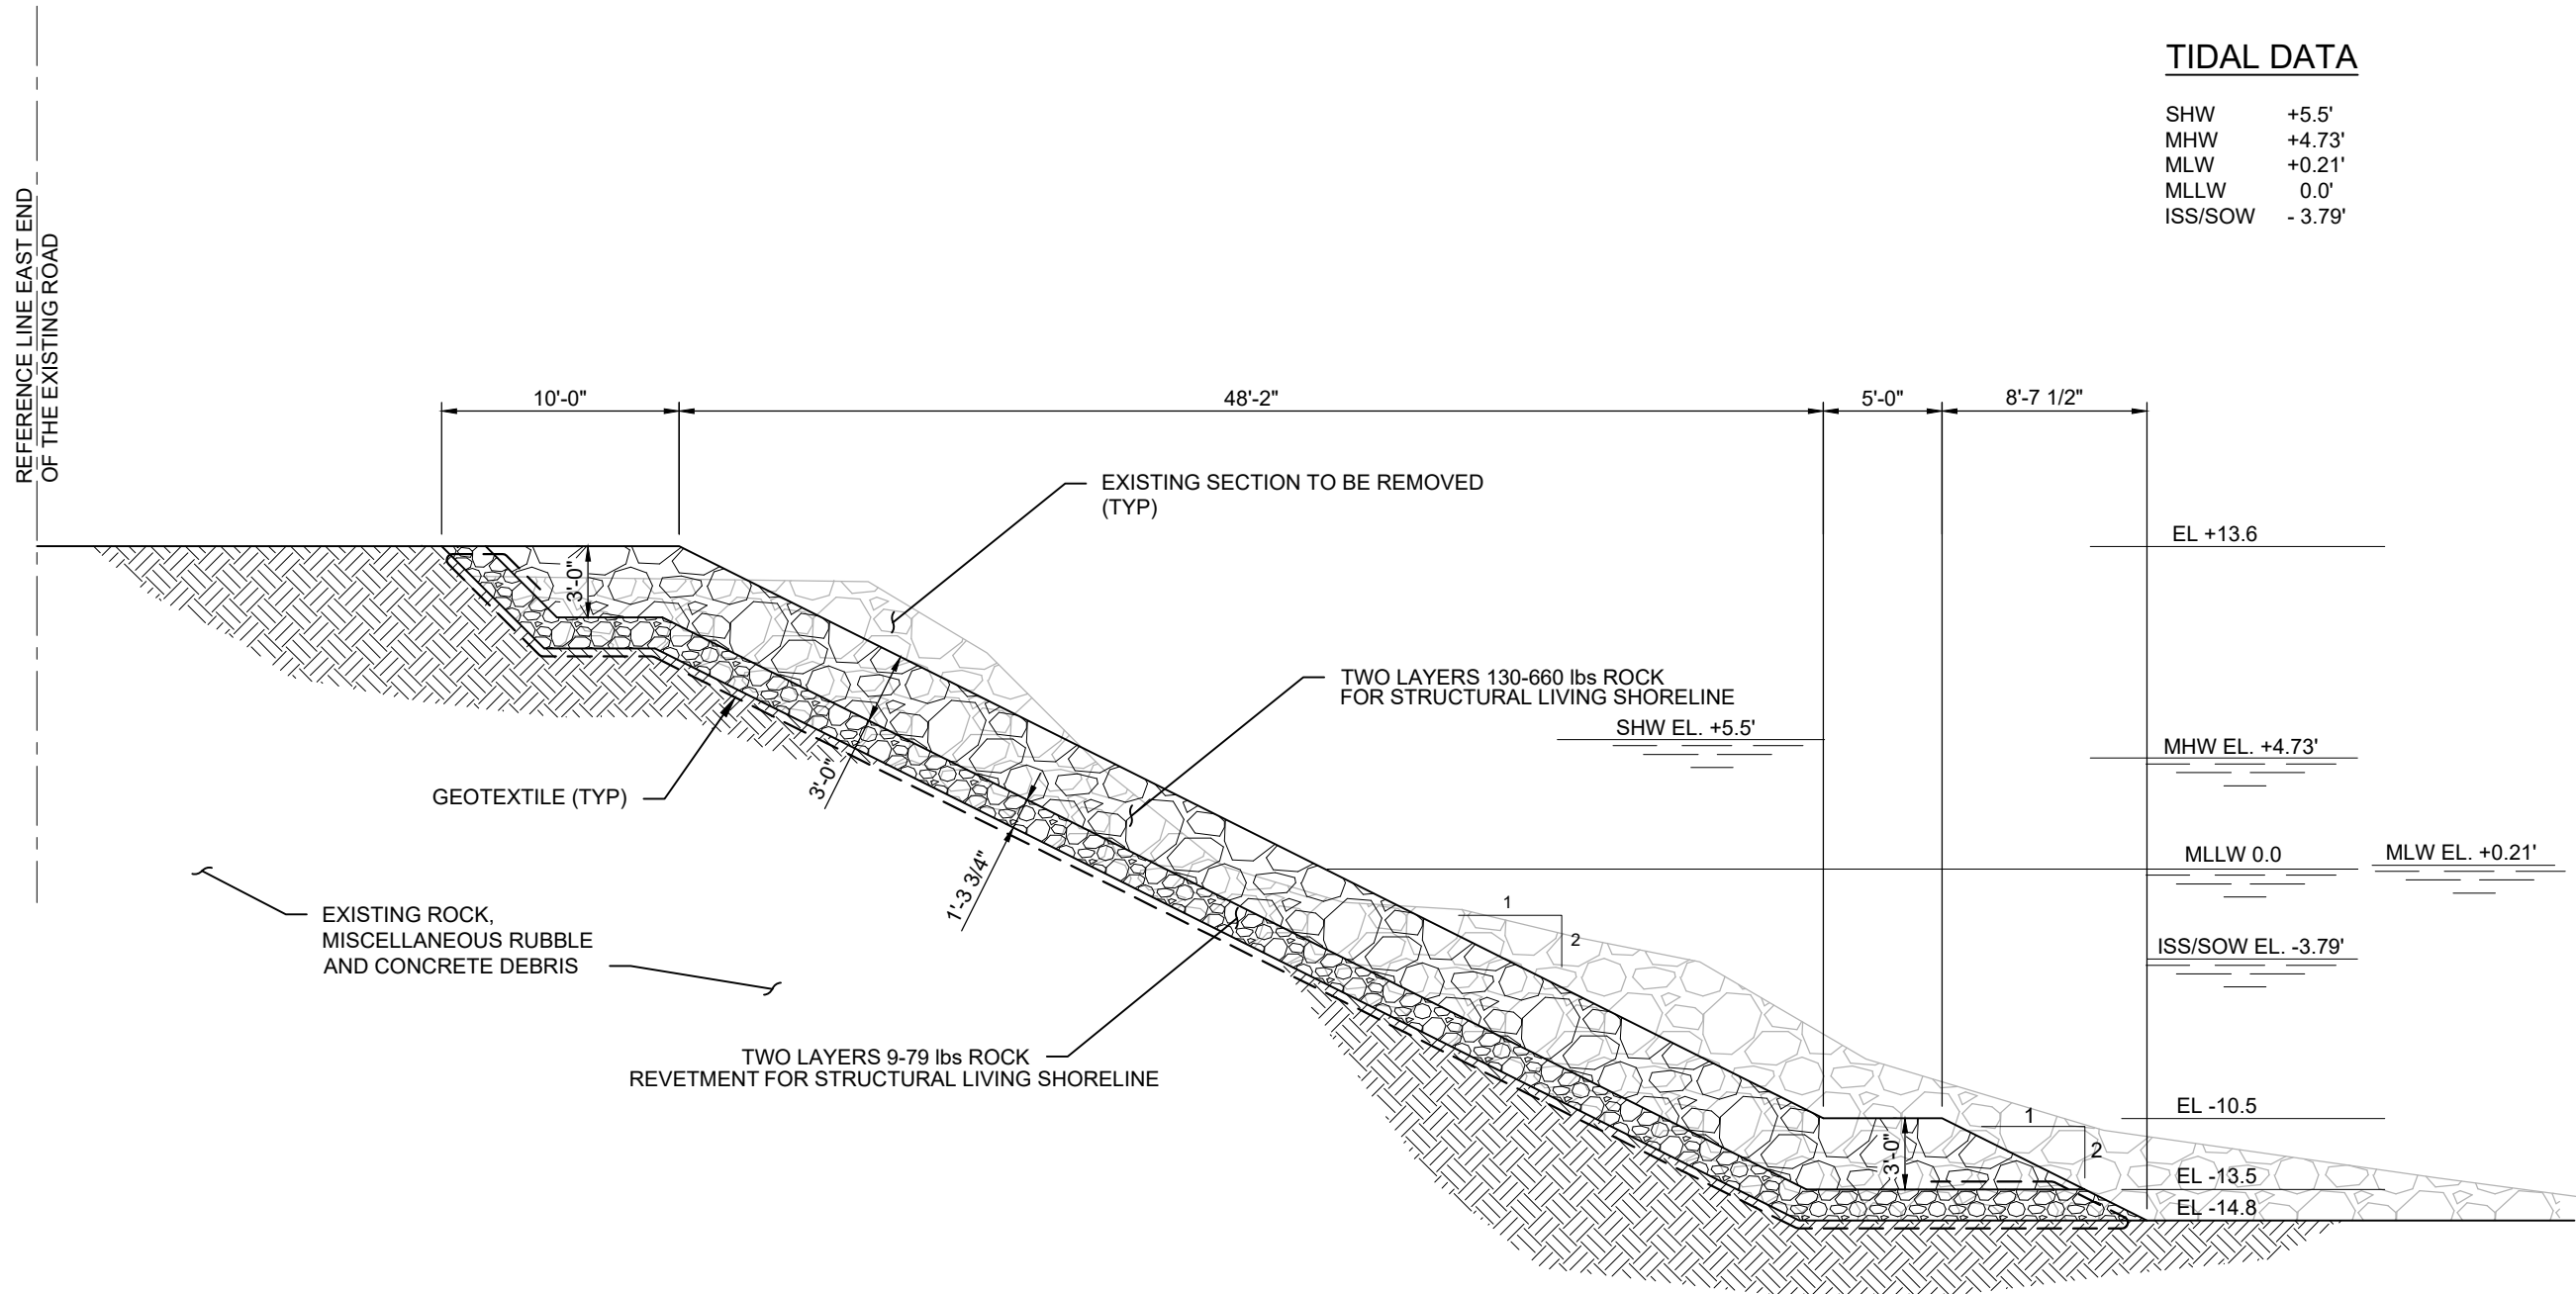 TIDAL DATA
SHW +5.5'
MHW +4.73'
MLW +0.21'
MLLW 0.0'
ISS/SOW - 3.79'
REFERENCE LINE EAST END
OF THE EXISTING ROAD
10'-0"
48'-2"
5'-0"
8'-7 1/2"
EXISTING SECTION TO BE REMOVED
(TYP)
EL +13.6
3'-0"
TWO LAYERS 130-660 lbs ROCK
FOR STRUCTURAL LIVING SHORELINE
SHW EL. +5.5'
MHW EL. +4.73'
GEOTEXTILE (TYP)
3'-0"
MLLW 0.0
MLW EL. +0.21'
1'-3 3/4"
EXISTING ROCK,
MISCELLANEOUS RUBBLE
AND CONCRETE DEBRIS
1
2
ISS/SOW EL. -3.79'
TWO LAYERS 9-79 lbs ROCK
REVETMENT FOR STRUCTURAL LIVING SHORELINE
EL -10.5
1
2
3'-0"
EL -13.5
EL -14.8